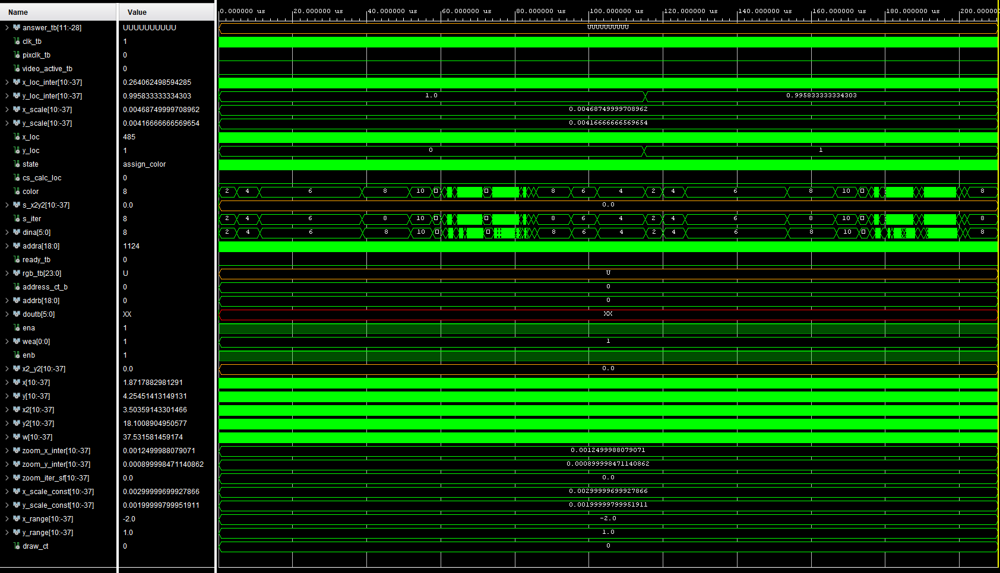 Name Value 0.000000 us 20.000000 us 40.000000 us 60.000000 us 80.000000 us 100.000000 us 120.000000 us 140.000000 us 160.000000 us 180.000000 us 200.00000
answer_tb[11:-28] UUUUUUUUUU UUUUUUUUUU
clk_tb 1
pixclk_tb 0
video_active_tb 0
x_loc_inter[10:-37] 0.264062498594285
y_loc_inter[10:-37] 0.995833333334303 1.0 0.995833333334303
x_scale[10:-37] 0.00468749999708962 0.00468749999708962
y_scale[10:-37] 0.00416666666569654 0.00416666666569654
x_loc 485
y_loc 1 0 1
state assign_color
cs_calc_loc 0
color 8 2 4 6 8 10 8 6 4 2 4 6 8 10 8
s_x2y2[10:-37] 0.0 0.0
s_iter 8 2 4 6 8 10 8 6 4 2 4 6 8 10 8
dina[5:0] 8 2 4 6 8 10 8 6 4 2 4 6 8 10 8
addra[18:0] 1124
ready_tb 0
rgb_tb[23:0] U U
address_ct_b 0 0
addrb[18:0] 0 0
doutb[5:0] XX XX
ena 1
wea[0:0] 1 1
enb 1
x2_y2[10:-37] 0.0 0.0
x[10:-37] 1.8717882981291
y[10:-37] 4.25451413149131
x2[10:-37] 3.50359143301466
y2[10:-37] 18.1008904950577
w[10:-37] 37.531581459174
zoom_x_inter[10:-37] 0.0012499988079071 0.0012499988079071
zoom_y_inter[10:-37] 0.000899998471140862 0.000899998471140862
zoom_iter_sf[10:-37] 0.0 0.0
x_scale_const[10:-37] 0.00299999699927866 0.00299999699927866
y_scale_const[10:-37] 0.00199999799951911 0.00199999799951911
x_range[10:-37] -2.0 -2.0
y_range[10:-37] 1.0 1.0
draw_ct 0 0